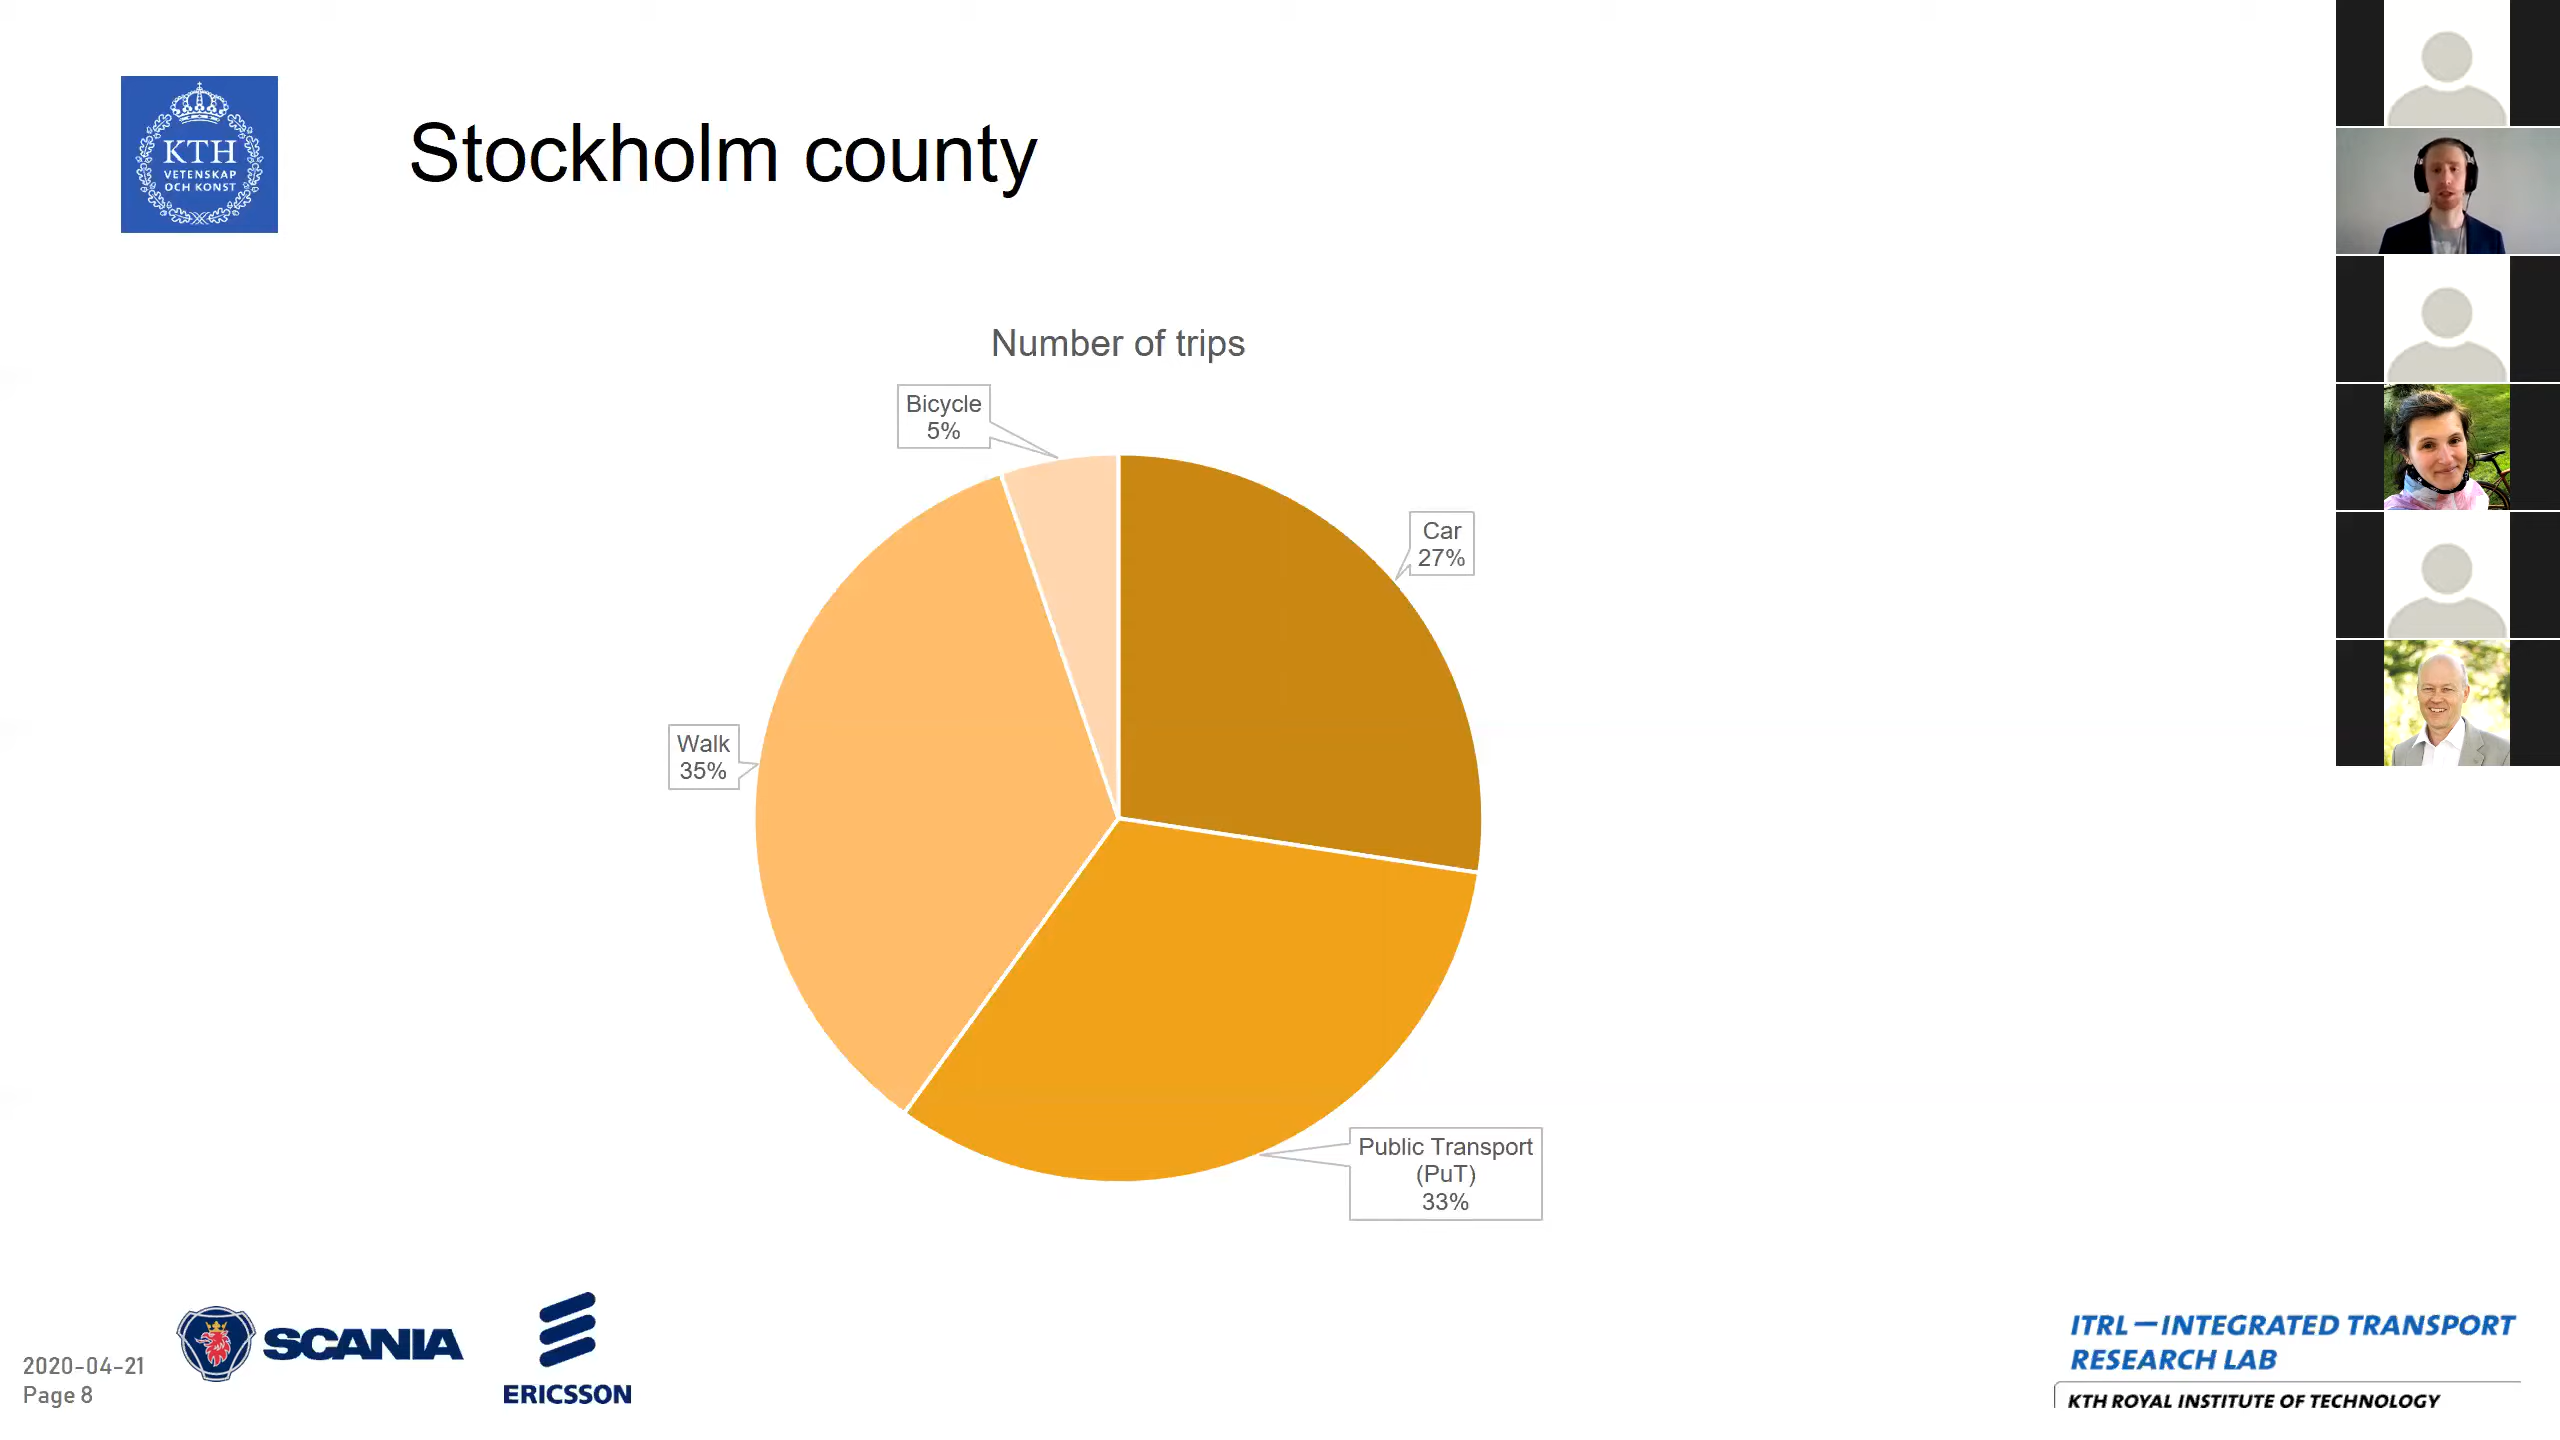 KTH
VETENSKAP
OCH KONST
Stockholm county
Number of trips
Bicycle
5%
Car
27%
Walk
35%
Public Transport
(PuT)
33%
2020-04-21
Page 8
SCANIA
ERICSSON
ITRL – INTEGRATED TRANSPORT
RESEARCH LAB
KTH ROYAL INSTITUTE OF TECHNOLOGY